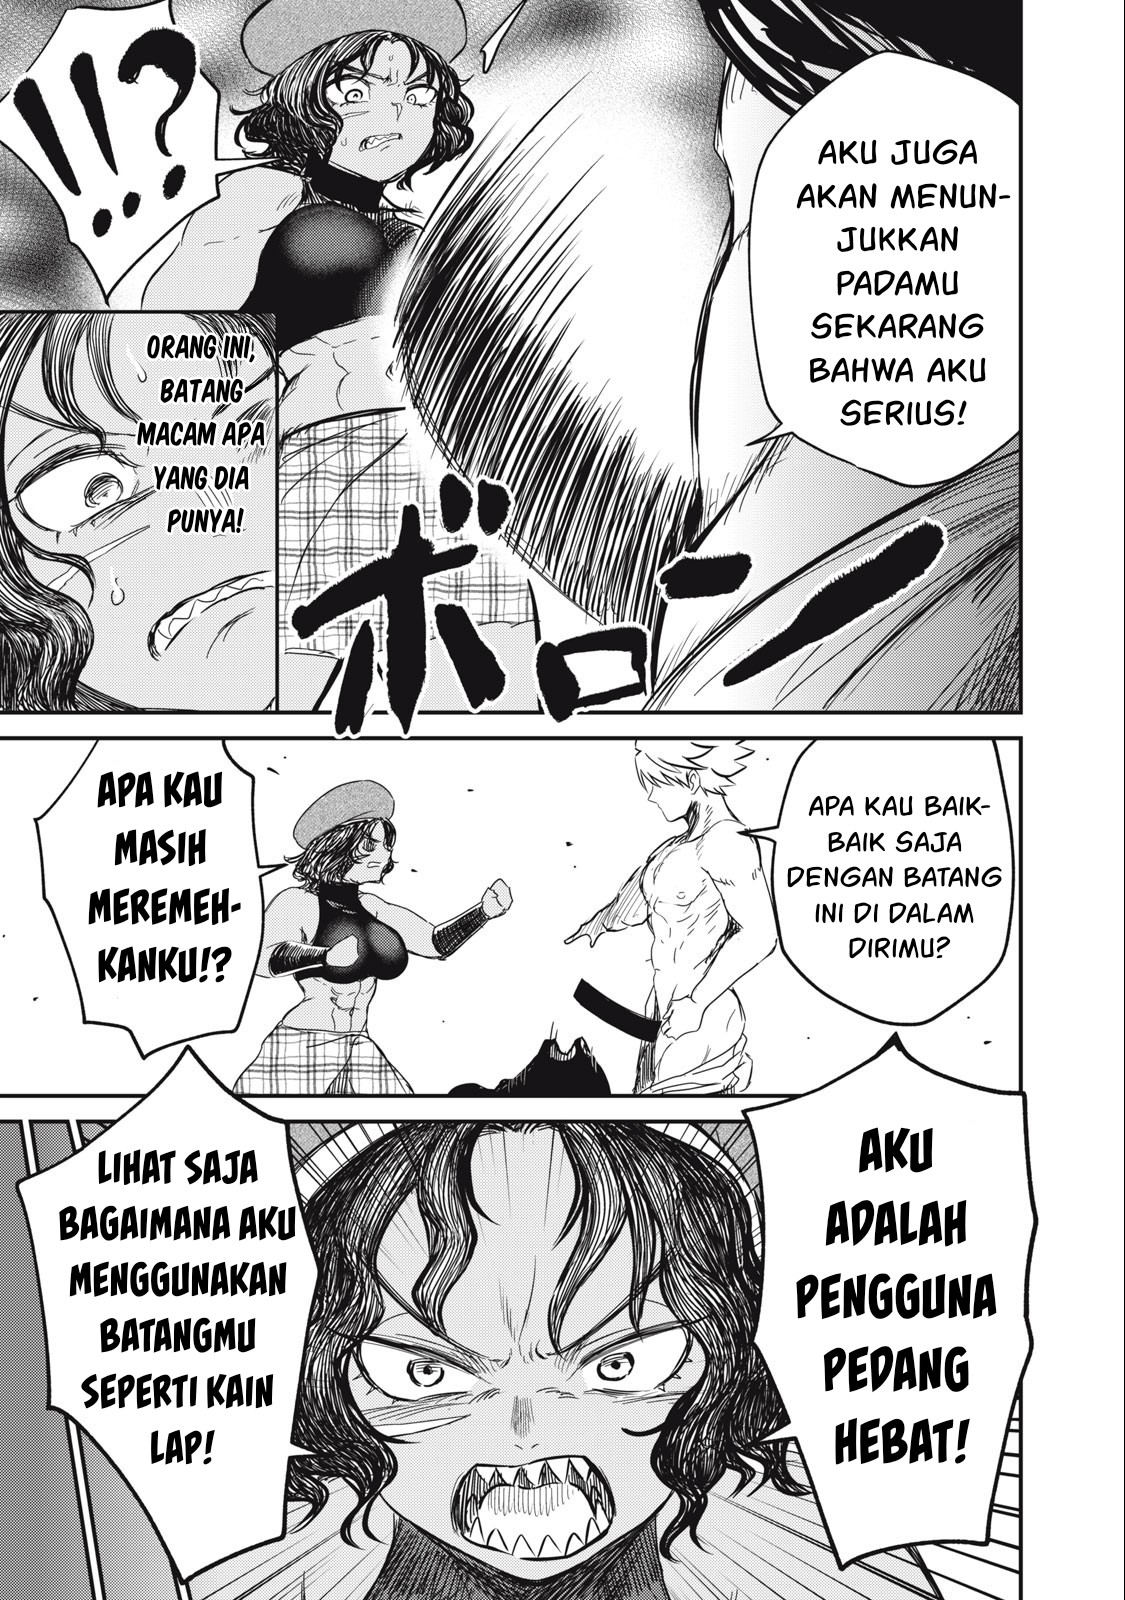 AKU JUGA
AKAN MENUN-
JUKKAN
PADAMU
SEKARANG
BAHWA AKU
SERIUS!
!!?
ORANG INI,
BATANG
MACAM APA
YANG DIA
PUNYA!
ボロン
APA KAU BAIK-
BAIK SAJA
DENGAN BATANG
INI DI DALAM
DIRIMU?
APA KAU
MASIH
MEREMEH-
KANKU!?
AKU
ADALAH
PENGGUNA
PEDANG
HEBAT!
LIHAT SAJA
BAGAIMANA AKU
MENGGUNAKAN
BATANGMU
SEPERTI KAIN
LAP!